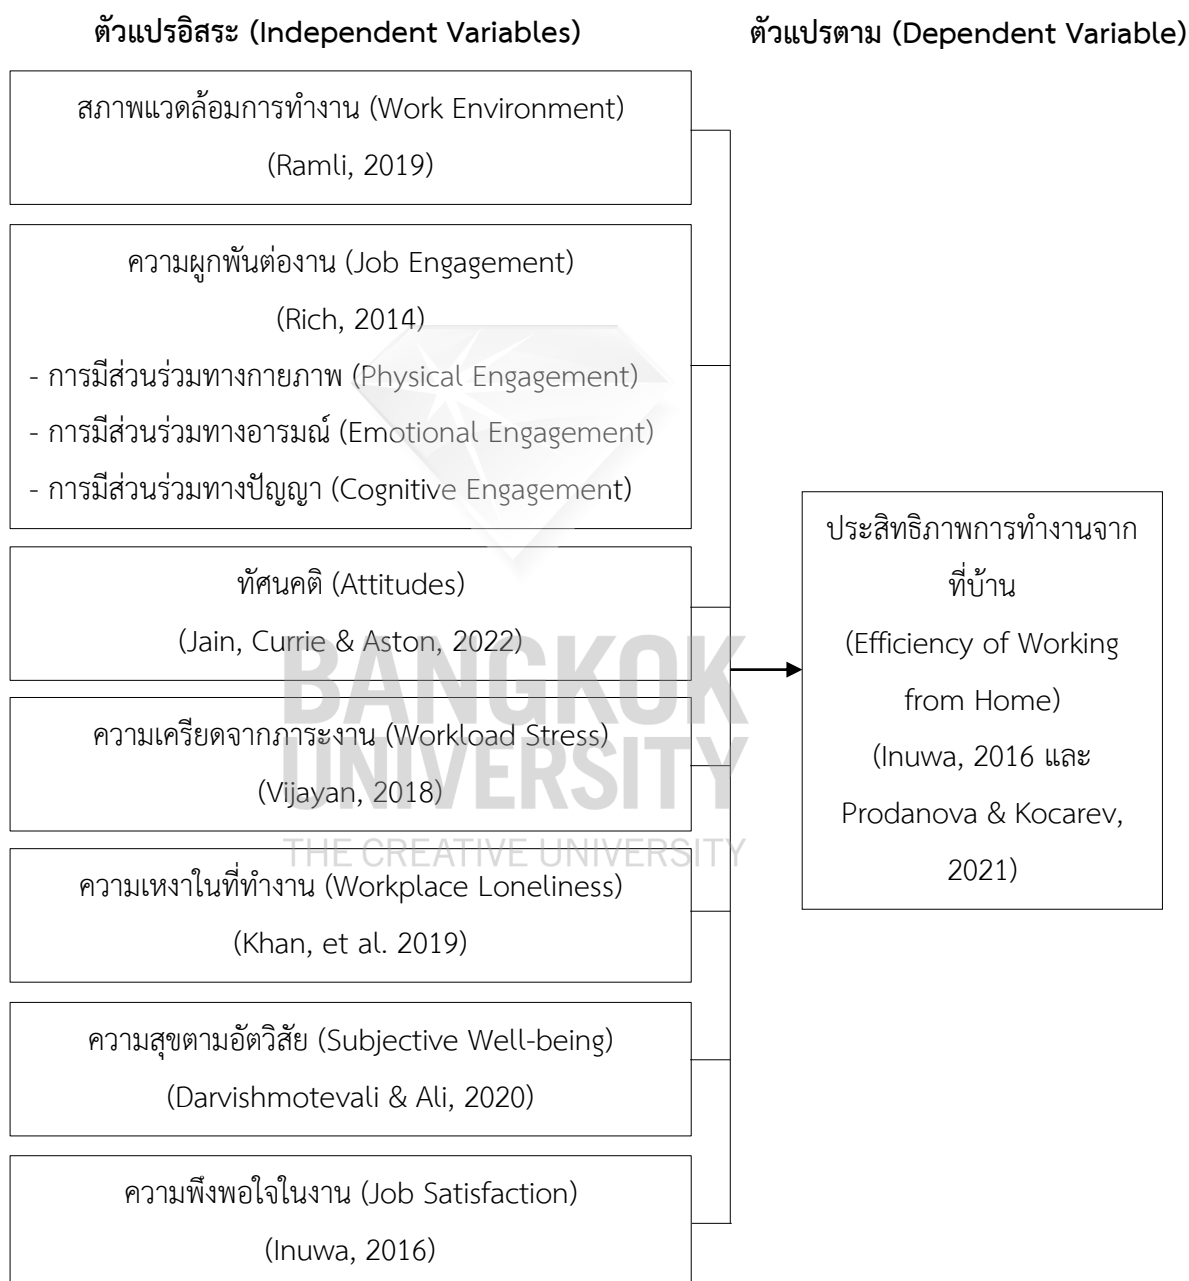 ตัวแปรอิสระ (Independent Variables)
ตัวแปรตาม (Dependent Variable)
สภาพแวดล้อมการทำงาน (Work Environment)
(Ramli, 2019)
ความผูกพันต่องาน (Job Engagement)
(Rich, 2014)
- การมีส่วนร่วมทางกายภาพ (Physical Engagement)
- การมีส่วนร่วมทางอารมณ์ (Emotional Engagement)
- การมีส่วนร่วมทางปัญญา (Cognitive Engagement)
ทัศนคติ (Attitudes)
(Jain, Currie & Aston, 2022)
ความเครียดจากภาระงาน (Workload Stress)
(Vijayan, 2018)
ความเหงาในที่ทำงาน (Workplace Loneliness)
(Khan, et al. 2019)
ความสุขตามอัตวิสัย (Subjective Well-being)
(Darvishmotevali & Ali, 2020)
ความพึงพอใจในงาน (Job Satisfaction)
(Inuwa, 2016)
ประสิทธิภาพการทำงานจาก
ที่บ้าน
(Efficiency of Working
from Home)
(Inuwa, 2016 และ
Prodanova & Kocarev,
2021)
BANGKOK
UNIVERSITY
THE CREATIVE UNIVERSITY